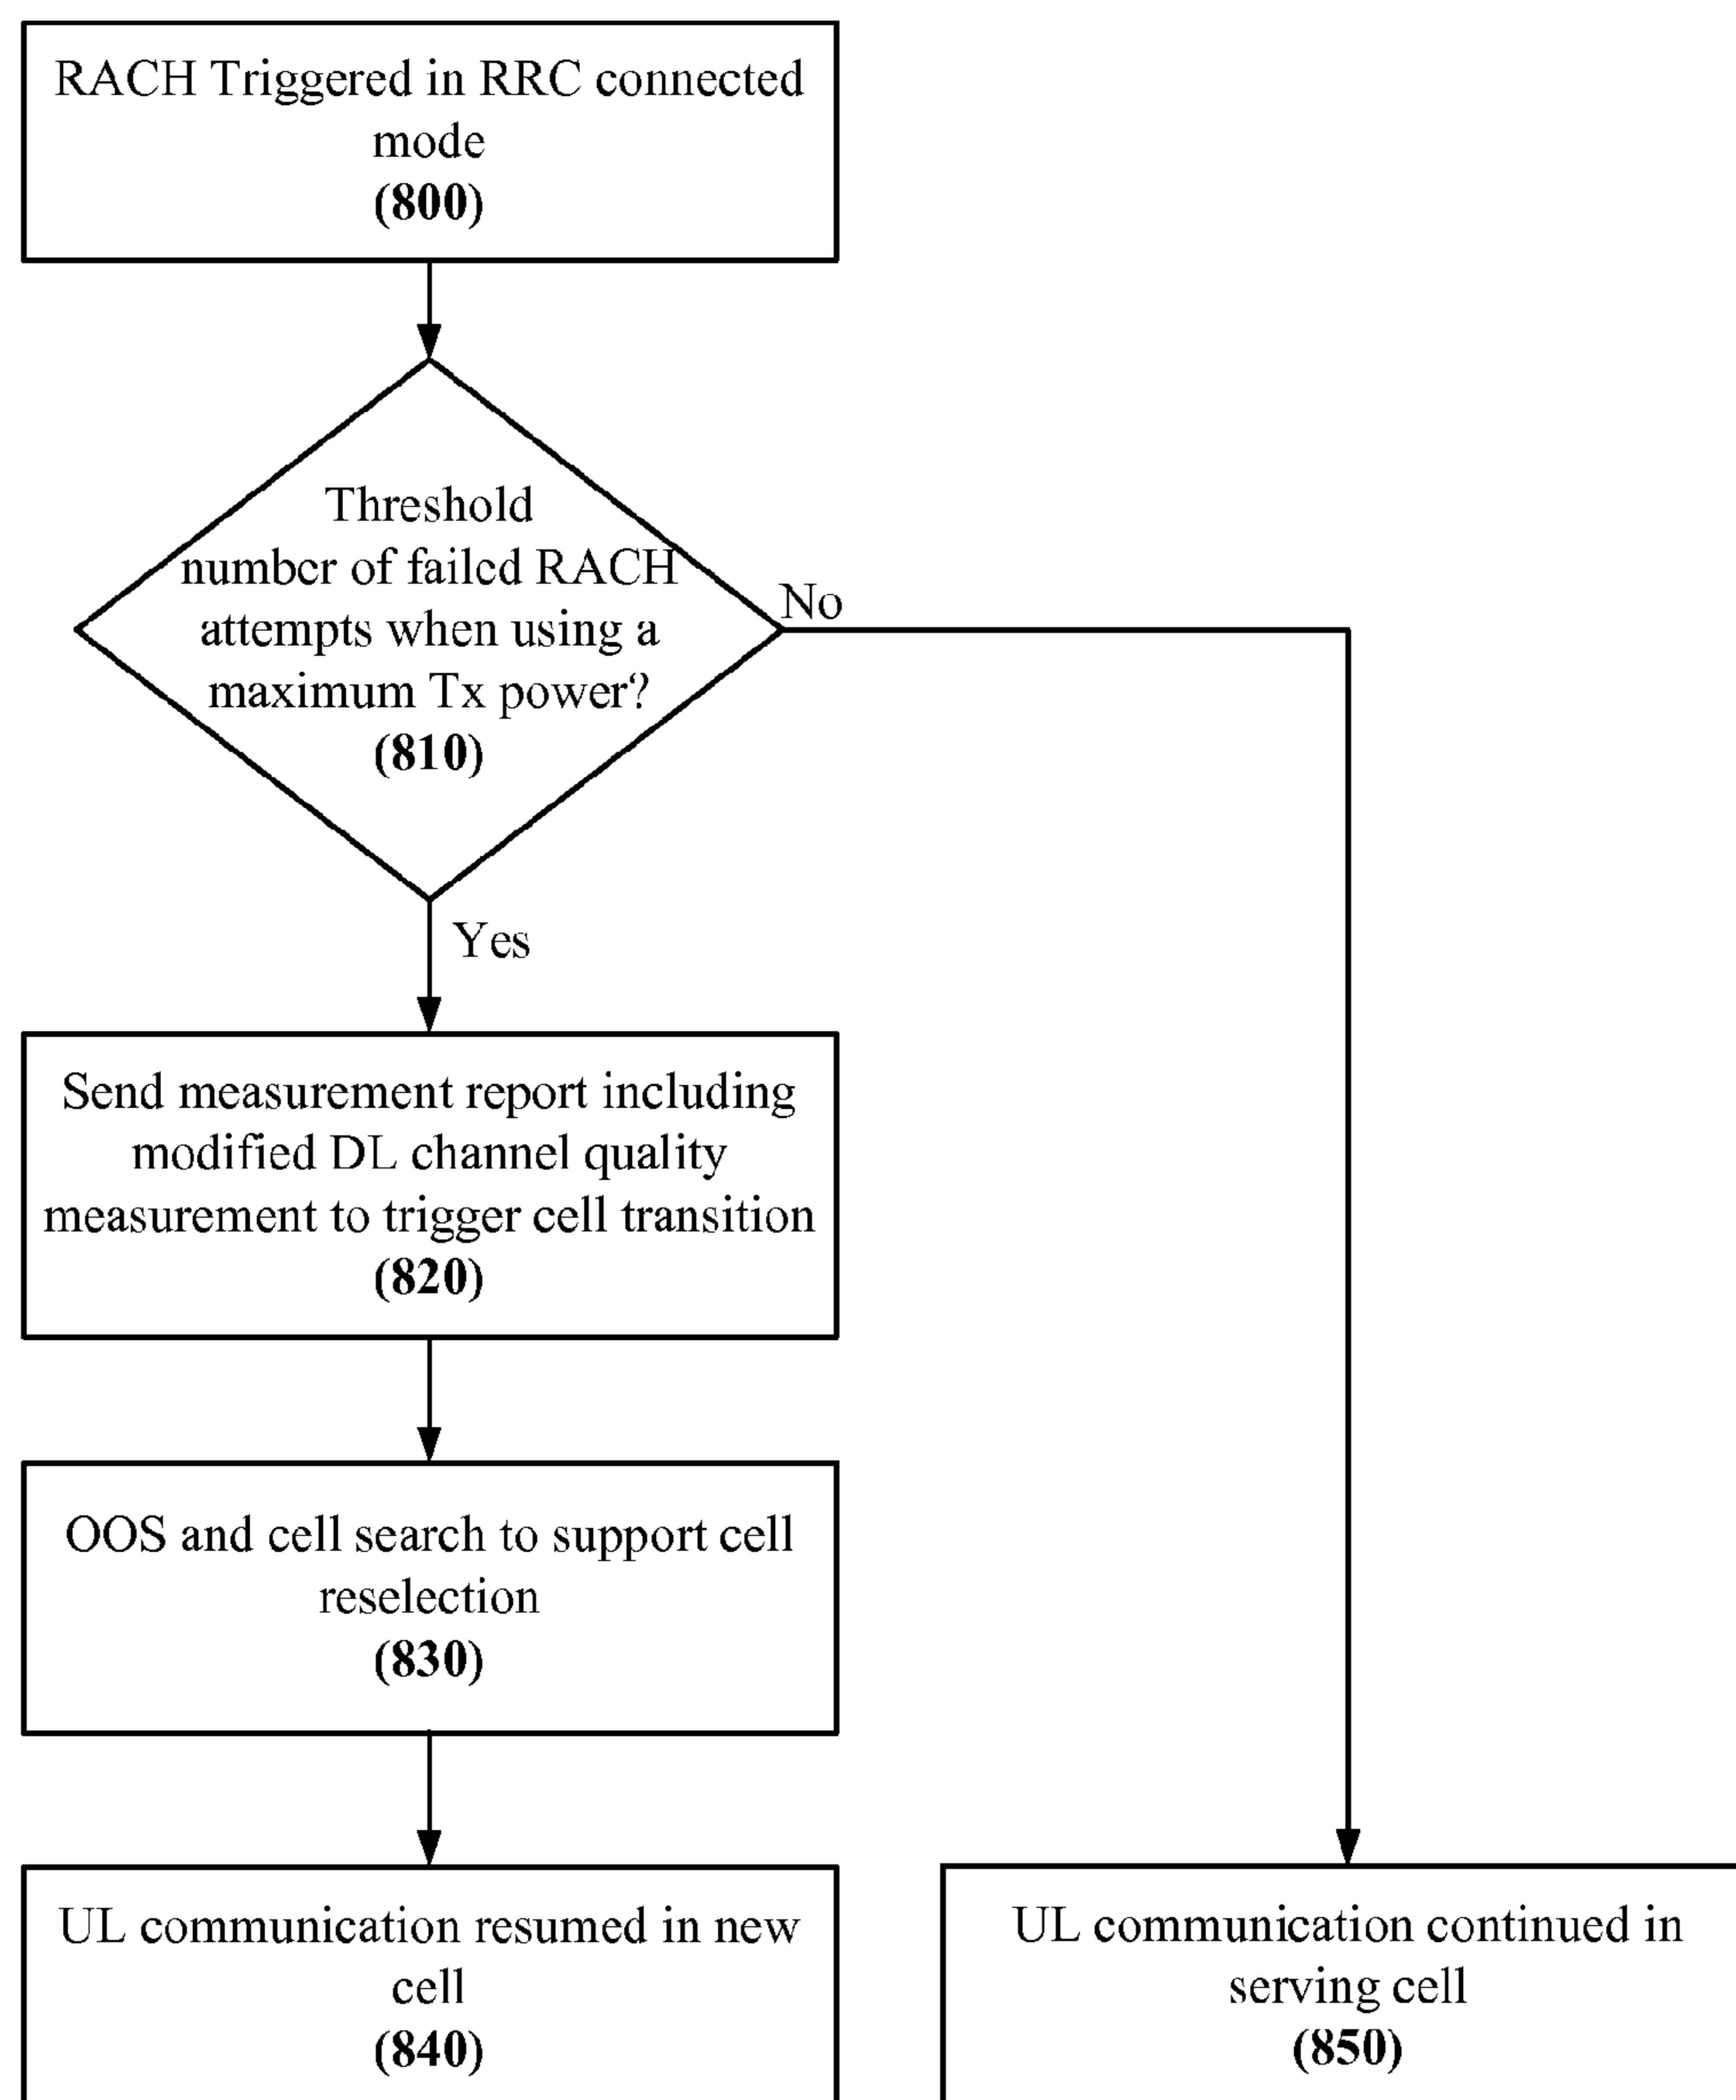 RACH Triggered in RRC connected
mode
(800)
Threshold
number of failed RACH
attempts when using a
maximum Tx power?
(810)
No
Yes
Send measurement report including
modified DL channel quality
measurement to trigger cell transition
(820)
OOS and cell search to support cell
reselection
(830)
UL communication resumed in new
cell
(840)
UL communication continued in
serving cell
(850)